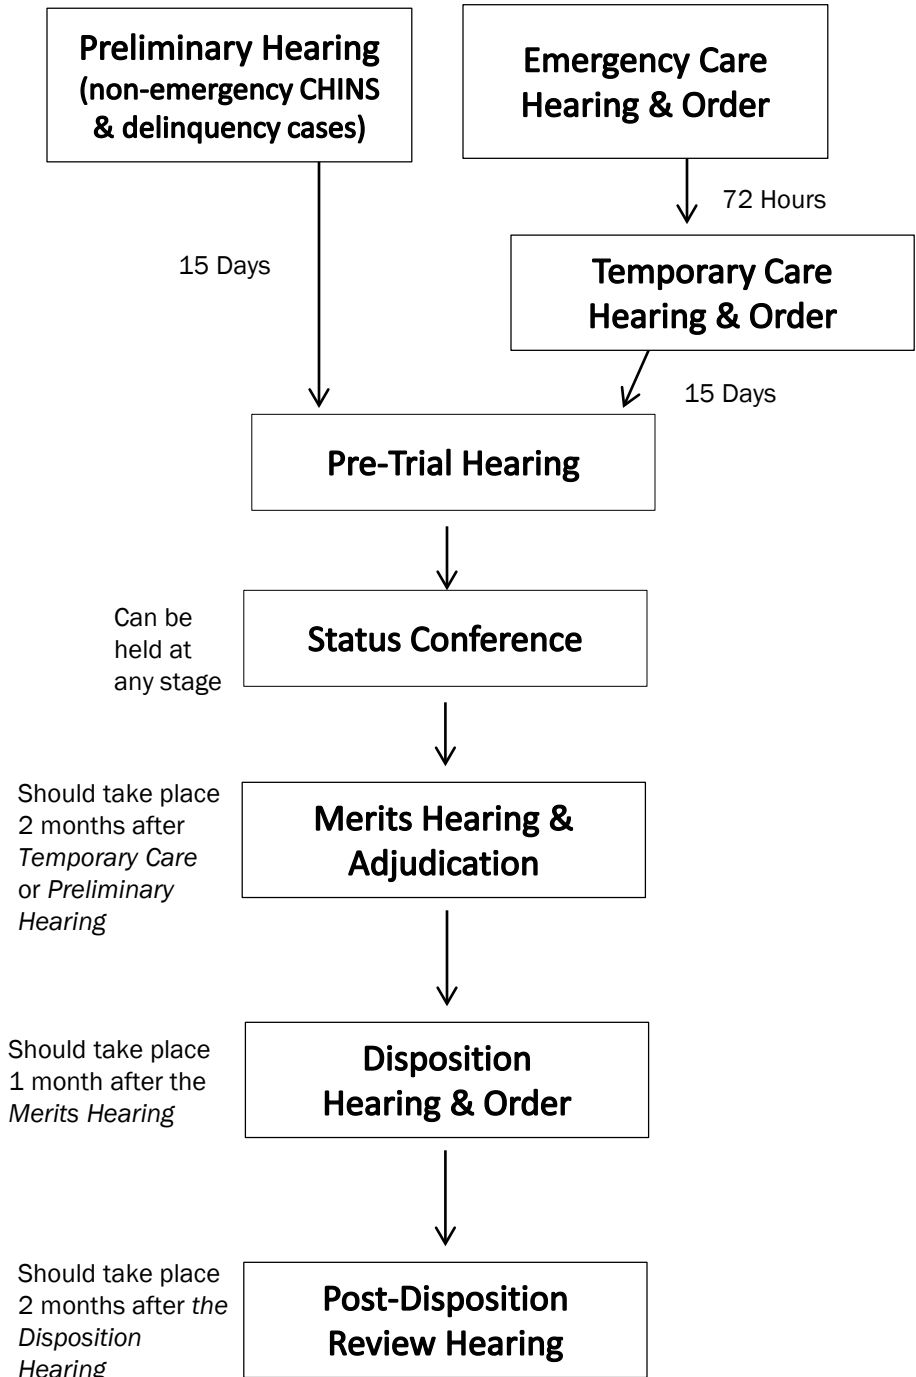 Preliminary Hearing
(non-emergency CHINS
& delinquency cases)
Emergency Care
Hearing & Order
72 Hours
15 Days
Temporary Care
Hearing & Order
15 Days
Pre-Trial Hearing
Can be
held at
any stage
Status Conference
Should take place
2 months after
Temporary Care
or Preliminary
Hearing
Merits Hearing &
Adjudication
Should take place
1 month after the
Merits Hearing
Disposition
Hearing & Order
Should take place
2 months after the
Disposition
Hearing
Post-Disposition
Review Hearing